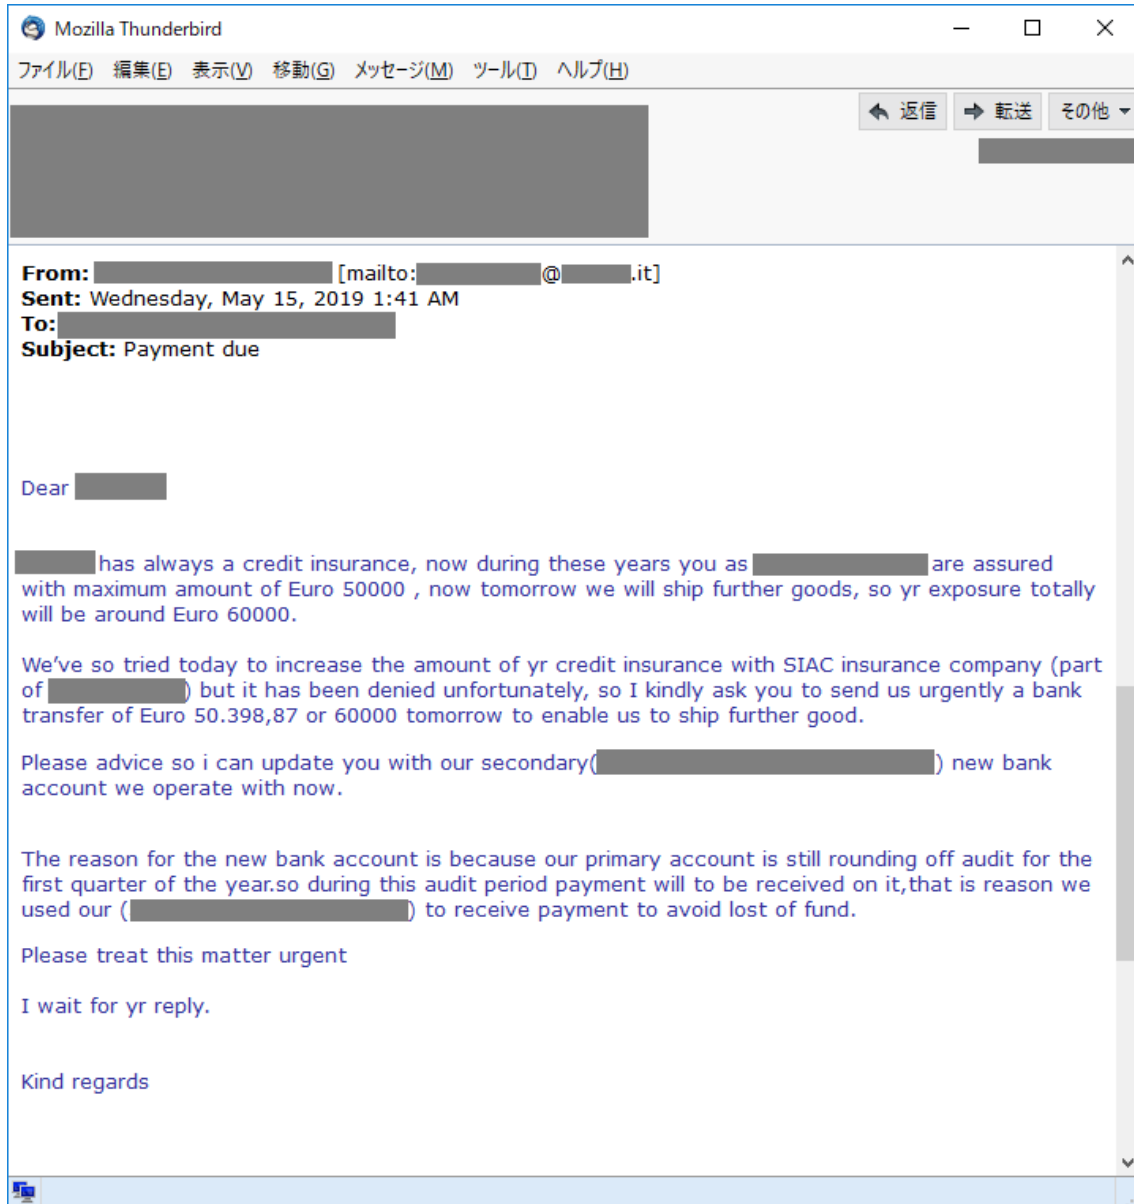 Mozilla Thunderbird
ファイル(F) 編集(E) 表示(V) 移動(G) メッセージ(M) ツール(T) ヘルプ(H)
返信 転送 その他
From: [mailto: @ .it]
Sent: Wednesday, May 15, 2019 1:41 AM
To:
Subject: Payment due
Dear
has always a credit insurance, now during these years you as are assured
with maximum amount of Euro 50000 , now tomorrow we will ship further goods, so yr exposure totally
will be around Euro 60000.
We've so tried today to increase the amount of yr credit insurance with SIAC insurance company (part
of ) but it has been denied unfortunately, so I kindly ask you to send us urgently a bank
transfer of Euro 50.398,87 or 60000 tomorrow to enable us to ship further good.
Please advice so i can update you with our secondary( ) new bank
account we operate with now.
The reason for the new bank account is because our primary account is still rounding off audit for the
first quarter of the year.so during this audit period payment will to be received on it,that is reason we
used our ( ) to receive payment to avoid lost of fund.
Please treat this matter urgent
I wait for yr reply.
Kind regards